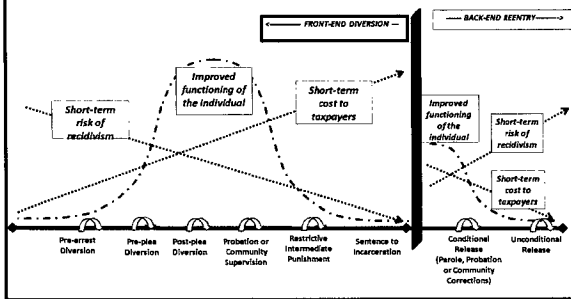 FRONT-END DIVERSION
BACK-END REENTRY
Improved
functioning of
the individual
Short-term
cost to
taxpayers
Short-term
risk of
recidivism
Improved
functioning
of the
individual
Short-term
risk of
recidivism
Short-term
cost to
taxpayers
Pre-arrest
Diversion
Pre-plea
Diversion
Post-plea
Diversion
Probation or
Community
Supervision
Restrictive
Intermediate
Punishment
Sentence to
Incarceration
Conditional
Release
(Parole, Probation
or Community
Corrections)
Unconditional
Release